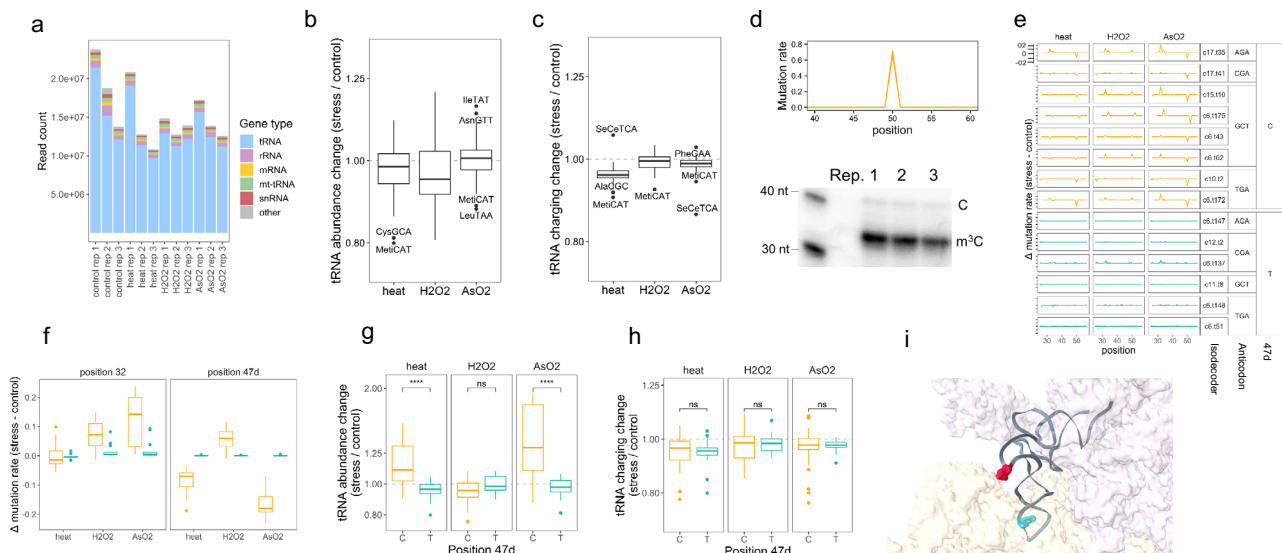 a
Read count
2.0e+07
1.5e+07
1.0e+07
5.0e+06
control rep 1
control rep 2
control rep 3
heat rep 1
heat rep 2
heat rep 3
H2O2 rep 1
H2O2 rep 2
H2O2 rep 3
AsO2 rep 1
AsO2 rep 2
AsO2 rep 3
Gene type
tRNA
rRNA
mRNA
mt-tRNA
snRNA
other
b
tRNA abundance change (stress / control)
1.25
1.00
0.80
CysGCA
MetiCAT
IleTAT
AsnGTT
MetiCAT
LeuTAA
heat
H2O2
AsO2
c
tRNA charging change (stress / control)
1.25
1.00
0.80
SeCeTCA
AlaCGC
MetiCAT
MetiCAT
PheGAA
MetiCAT
SeCeTCA
heat
H2O2
AsO2
d
Mutation rate
0.8
0.6
0.4
0.2
0.0
40 45 50 55 60
position
Rep. 1 2 3
40 nt
C
m³C
30 nt
e
heat H2O2 AsO2
Δ mutation rate (stress - control)
c17.t35
c17.t41
c15.t10
c6.t175
c6.t43
c6.t62
c10.t2
c6.t172
c6.t147
c12.t2
c6.t137
c11.t8
c6.t148
c6.t51
AGA
CGA
GCT
TGA
AGA
CGA
GCT
TGA
C
T
30 40 50 30 40 50 30 40 50
position
Isodecoder
Anticodon
47d
f
Δ mutation rate (stress - control)
position 32
position 47d
0.2
0.1
0.0
-0.1
-0.2
heat H2O2 AsO2 heat H2O2 AsO2
g
tRNA abundance change
(stress / control)
heat H2O2 AsO2
**** ns ****
2.00
1.25
1.00
0.80
C T C T C T
Position 47d
h
tRNA charging change
(stress / control)
heat H2O2 AsO2
ns ns ns
1.25
1.00
0.80
C T C T C T
Position 47d
i